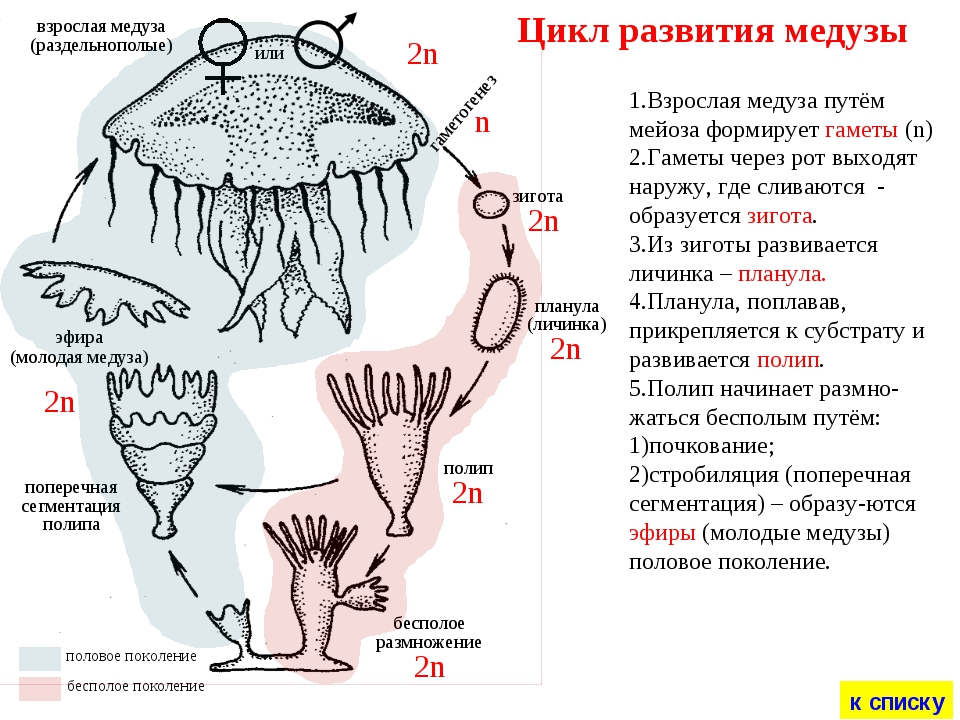 Цикл развития медузы
взрослая медуза
(раздельнополые)
или
2n
гаметогенез
n
зигота
2n
планула
(личинка)
2n
эфира
(молодая медуза)
2n
полип
2n
поперечная
сегментация
полипа
бесполое
размножение
2n
половое поколение
бесполое поколение
1.Взрослая медуза путём
мейоза формирует гаметы (n)
2.Гаметы через рот выходят
наружу, где сливаются -
образуется зигота.
3.Из зиготы развивается
личинка – планула.
4.Планула, поплавав,
прикрепляется к субстрату и
развивается полип.
5.Полип начинает размно-
жаться бесполым путём:
1)почкование;
2)стробиляция (поперечная
сегментация) – образу-ются
эфиры (молодые медузы)
половое поколение.
к списку